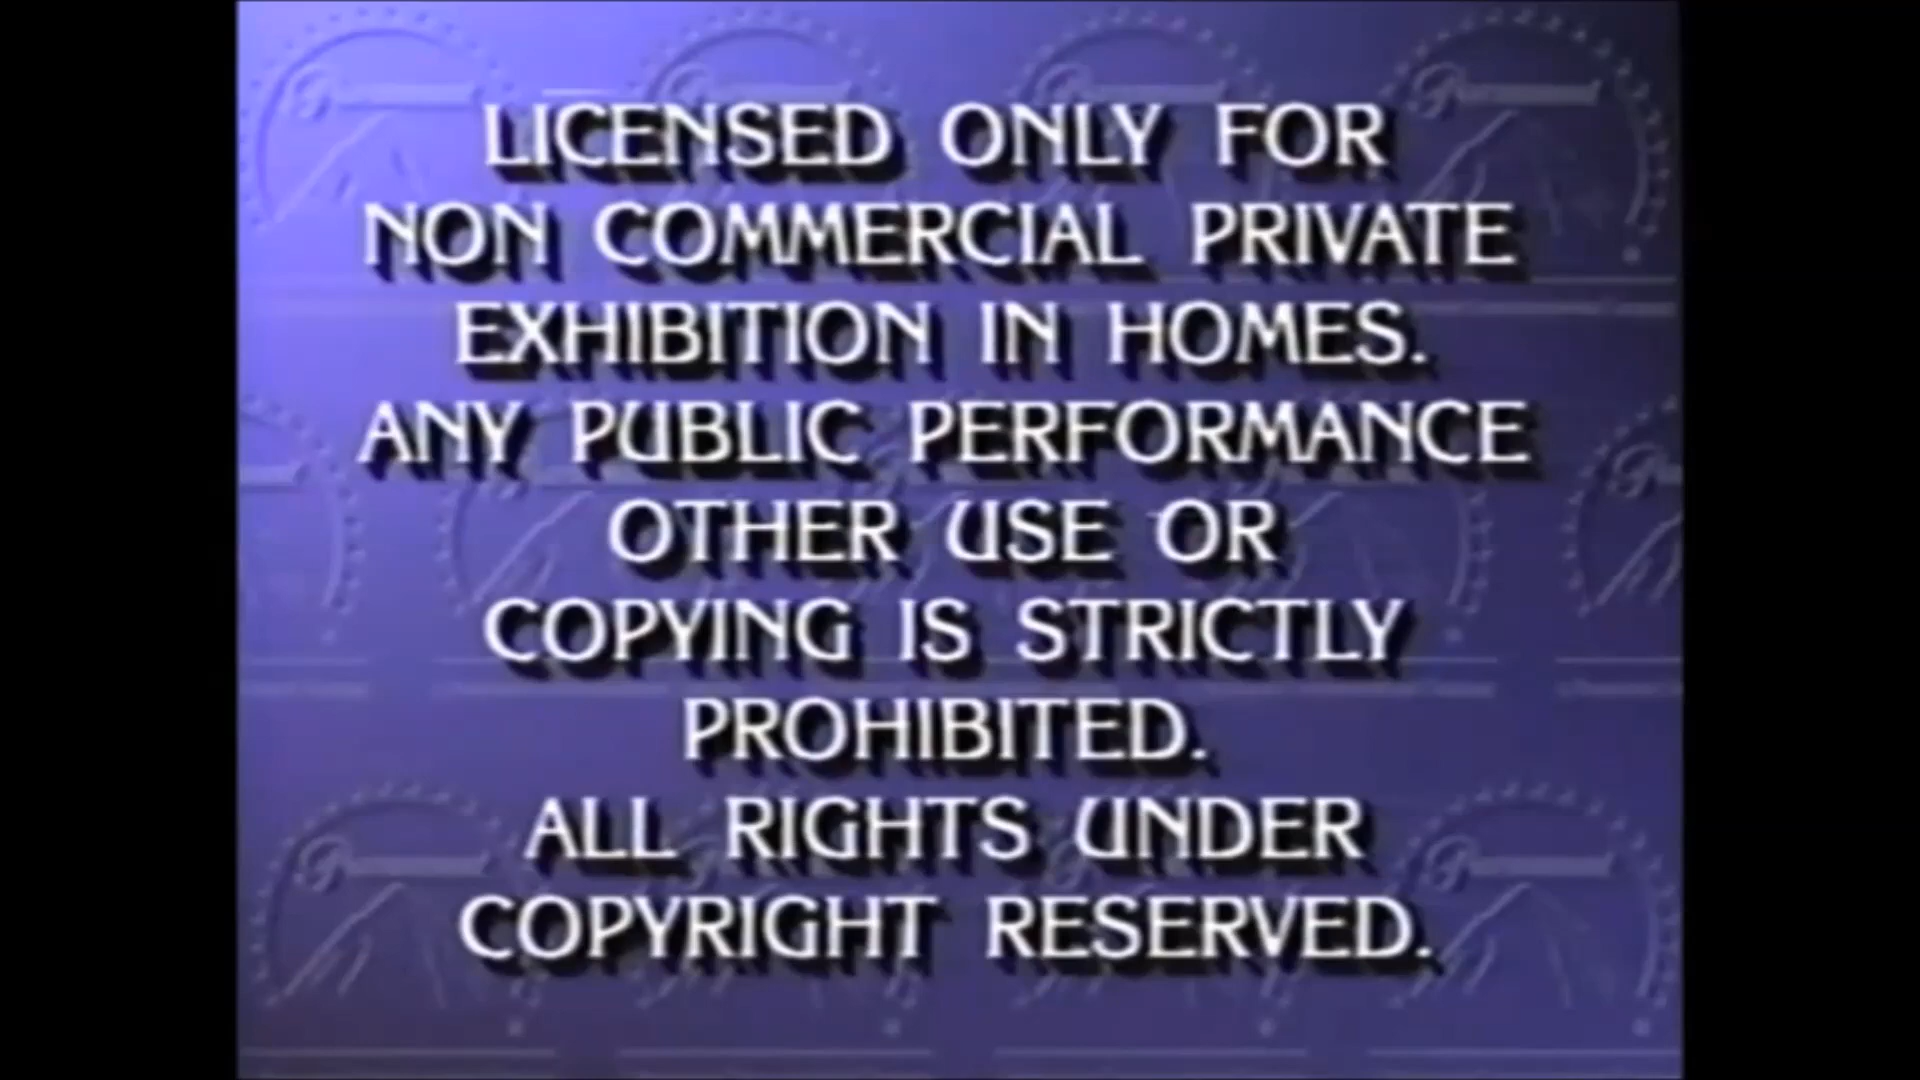 LICENSED ONLY FOR
NON COMMERCIAL PRIVATE
EXHIBITION IN HOMES.
ANY PUBLIC PERFORMANCE
OTHER USE OR
COPYING IS STRICTLY
PROHIBITED.
ALL RIGHTS UNDER
COPYRIGHT RESERVED.